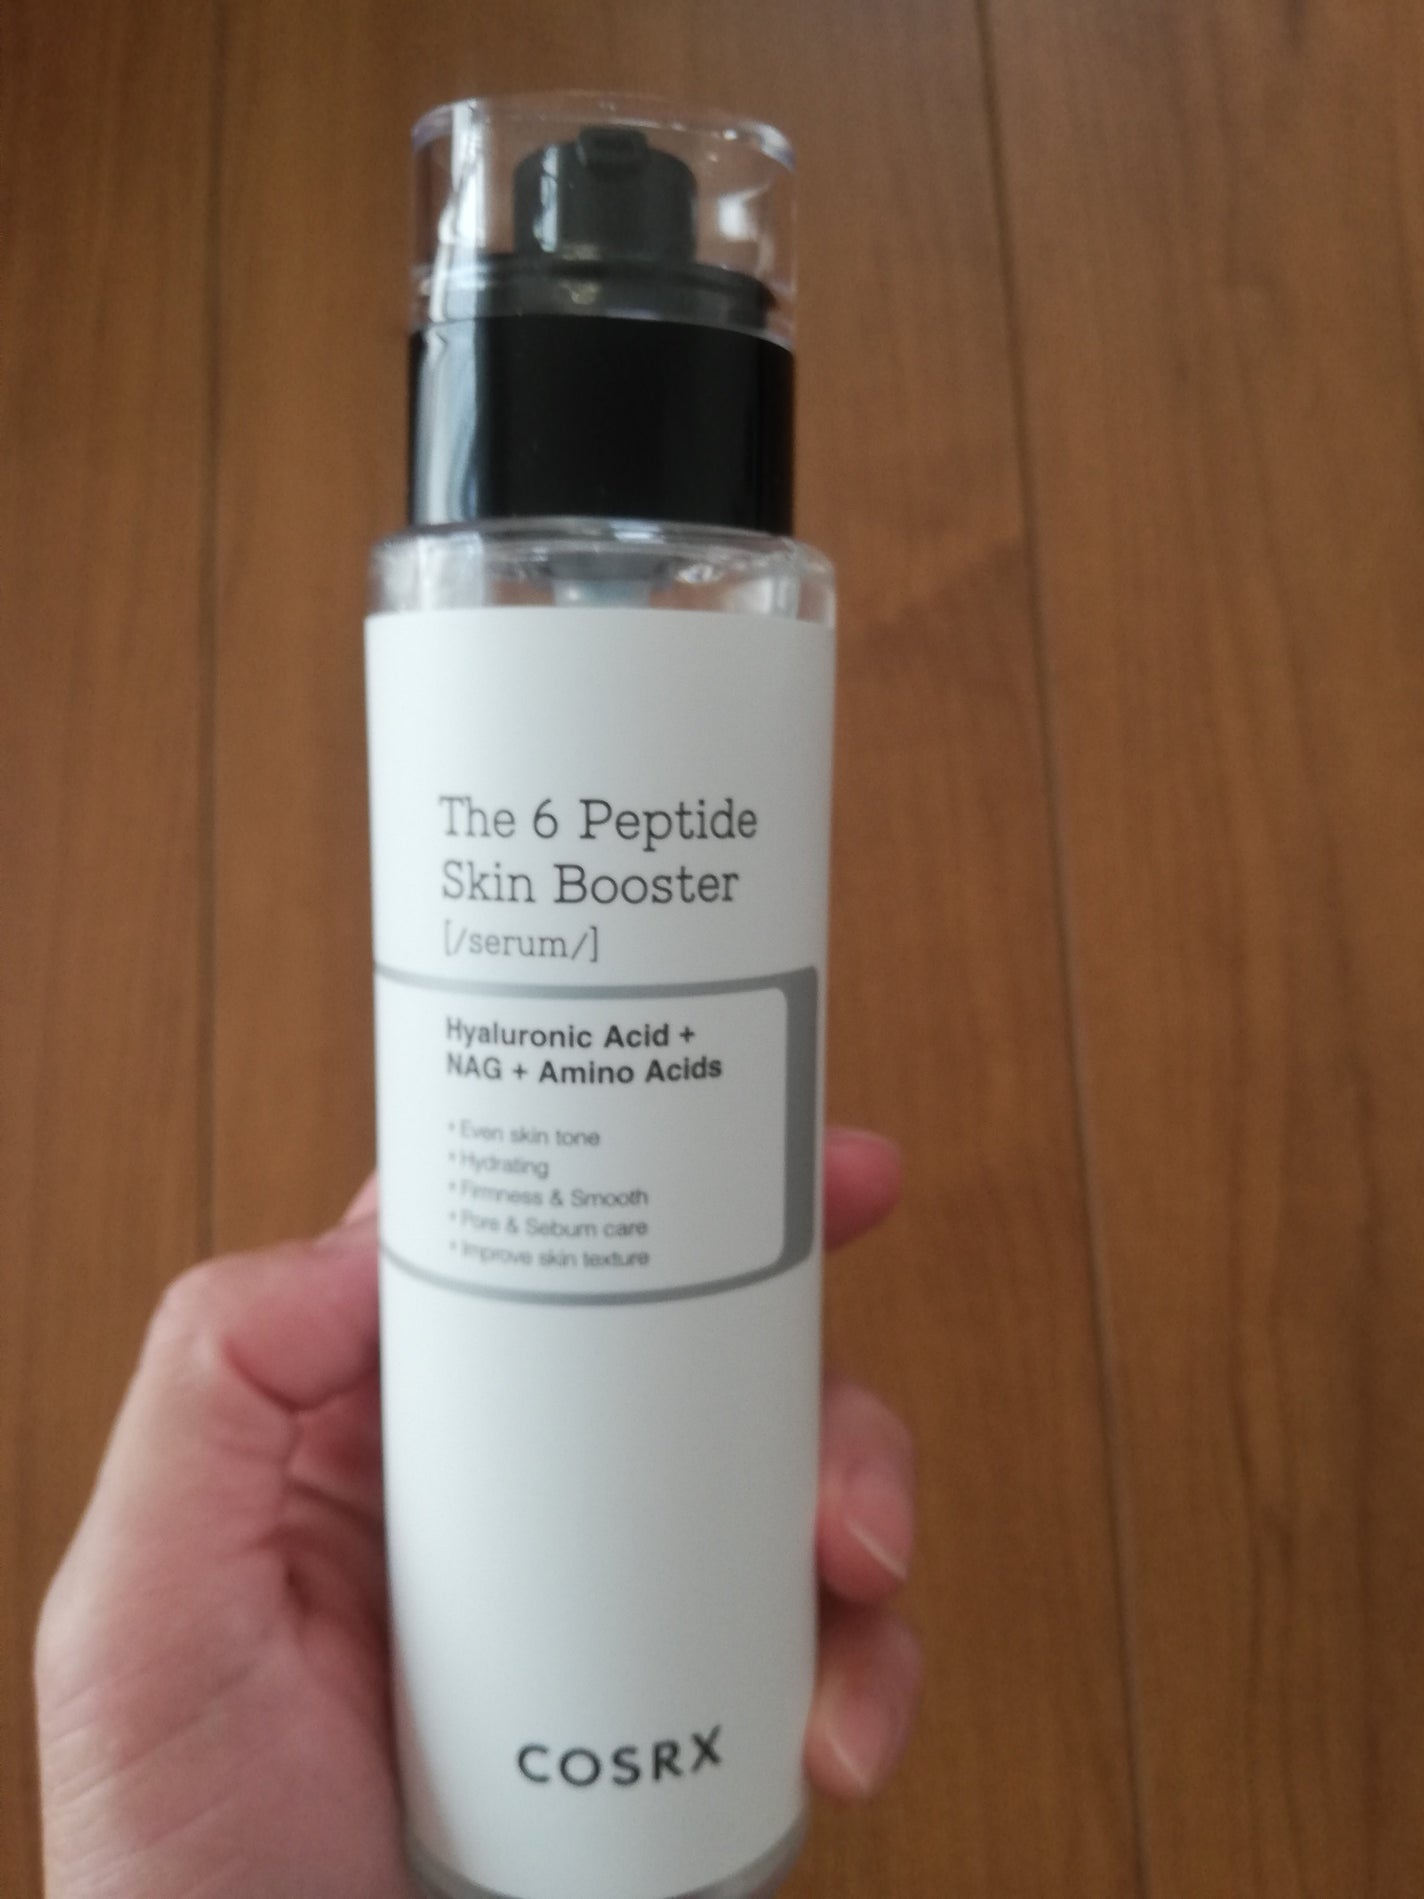 The 6 Peptide
Skin Booster
[/serum/]
Hyaluronic Acid +
NAG + Amino Acids
• Even skin tone
• Hydrating
• Firmness & Smooth
• Pore & Sebum care
• Improve skin texture
COSRX